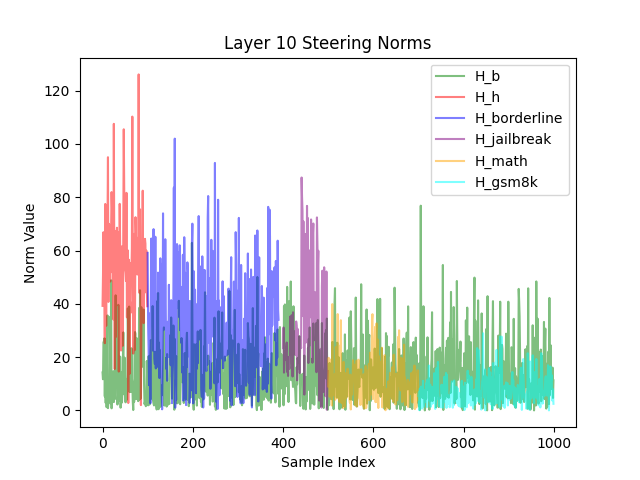 Layer 10 Steering Norms
Norm Value
120
100
80
60
40
20
0
0 200 400 600 800 1000
Sample Index
H_b
H_h
H_borderline
H_jailbreak
H_math
H_gsm8k